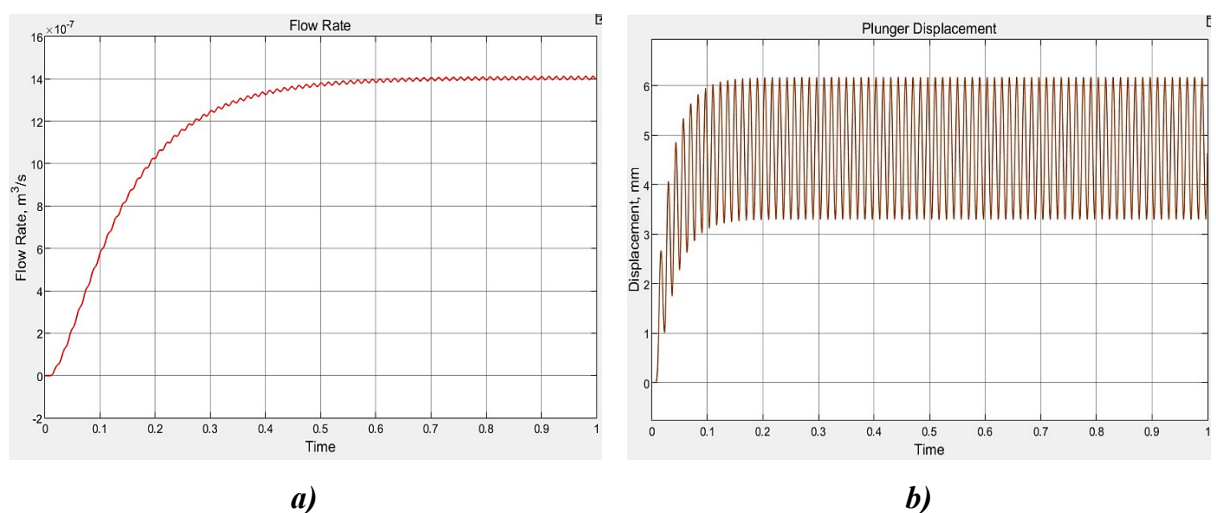 Flow Rate
×10⁻⁷
16
14
12
10
8
6
4
2
0
-2
0 0.1 0.2 0.3 0.4 0.5 0.6 0.7 0.8 0.9 1
Flow Rate, m³/s
Time
a)
Plunger Displacement
6
5
4
3
2
1
0
0 0.1 0.2 0.3 0.4 0.5 0.6 0.7 0.8 0.9 1
Displacement, mm
Time
b)